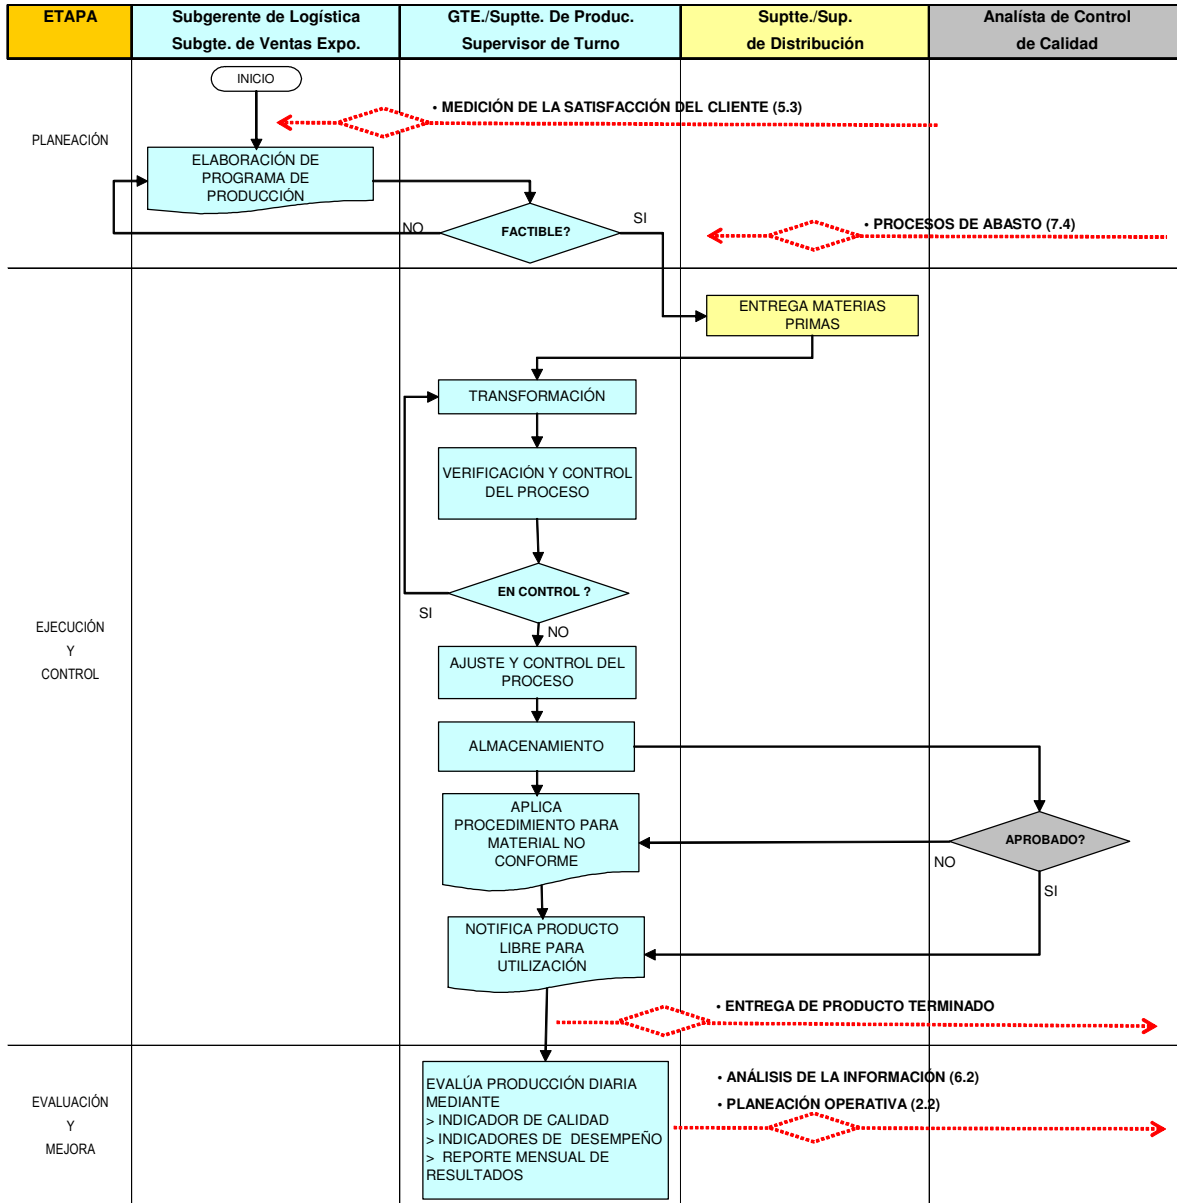 ETAPA
Subgerente de Logística
Subgte. de Ventas Expo.
GTE./Suptte. De Produc.
Supervisor de Turno
Suptte./Sup.
de Distribución
Analísta de Control
de Calidad
INICIO
• MEDICIÓN DE LA SATISFACCIÓN DEL CLIENTE (5.3)
PLANEACIÓN
ELABORACIÓN DE
PROGRAMA DE
PRODUCCIÓN
NO
FACTIBLE?
SI
• PROCESOS DE ABASTO (7.4)
ENTREGA MATERIAS
PRIMAS
TRANSFORMACIÓN
VERIFICACIÓN Y CONTROL
DEL PROCESO
EN CONTROL ?
SI
NO
EJECUCIÓN
Y
CONTROL
AJUSTE Y CONTROL DEL
PROCESO
ALMACENAMIENTO
APLICA
PROCEDIMIENTO PARA
MATERIAL NO
CONFORME
APROBADO?
NO
SI
NOTIFICA PRODUCTO
LIBRE PARA
UTILIZACIÓN
• ENTREGA DE PRODUCTO TERMINADO
EVALUACIÓN
Y
MEJORA
EVALÚA PRODUCCIÓN DIARIA
MEDIANTE
> INDICADOR DE CALIDAD
> INDICADORES DE DESEMPEÑO
> REPORTE MENSUAL DE
RESULTADOS
• ANÁLISIS DE LA INFORMACIÓN (6.2)
• PLANEACIÓN OPERATIVA (2.2)